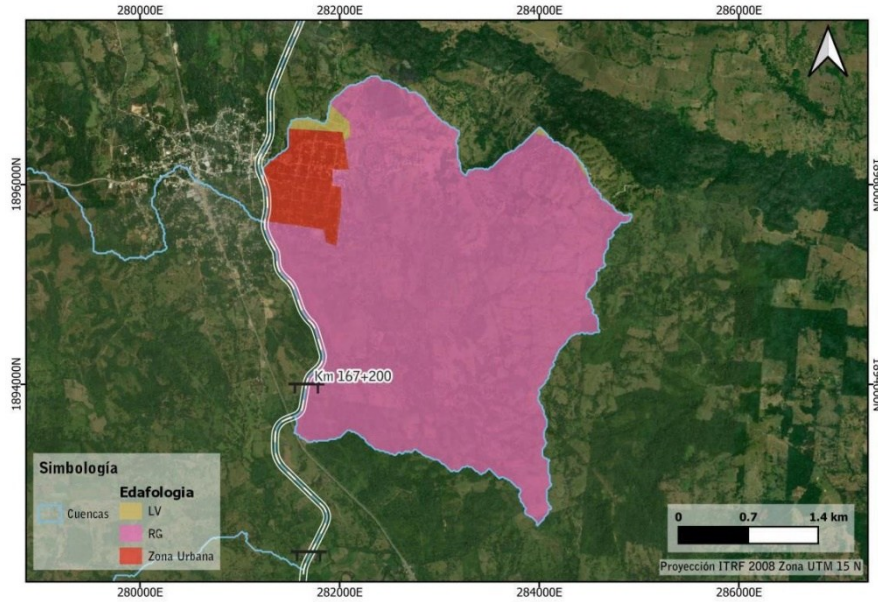 280000E 282000E 284000E 286000E
1896000N 1896000N
1894000N 1894000N
Km 167+200
Simbología
Edafologia
Cuencas
LV
RG
Zona Urbana
0 0.7 1.4 km
Proyección ITRF 2008 Zona UTM 15 N
280000E 282000E 284000E 286000E